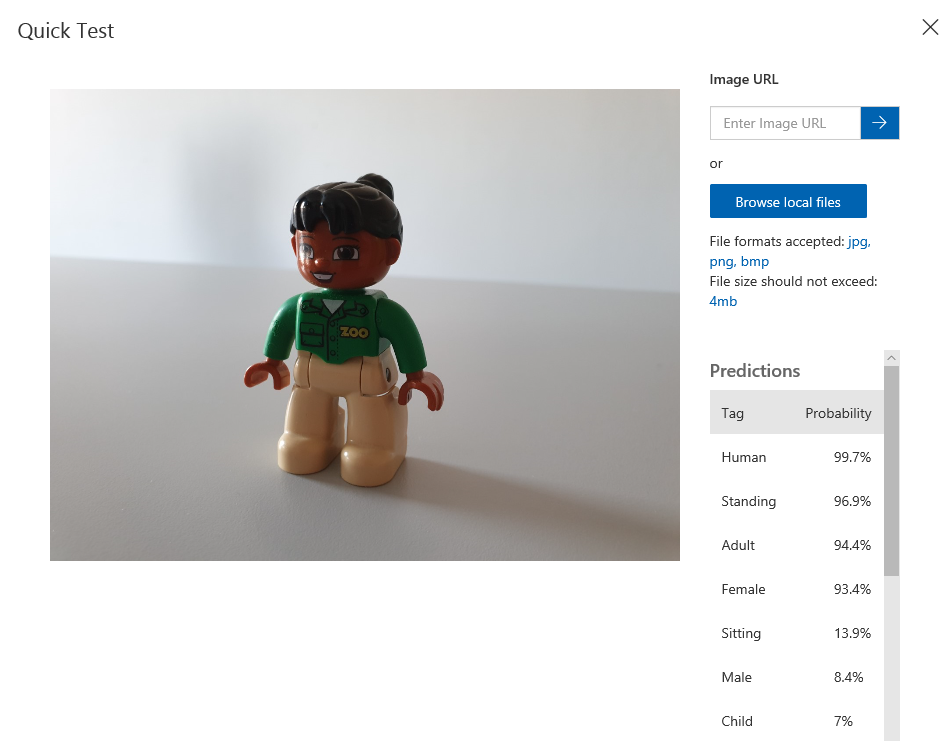 Quick Test
Image URL
Enter Image URL
or
Browse local files
File formats accepted: jpg,
png, bmp
File size should not exceed:
4mb
ZOO
Predictions
Tag Probability
Human 99.7%
Standing 96.9%
Adult 94.4%
Female 93.4%
Sitting 13.9%
Male 8.4%
Child 7%